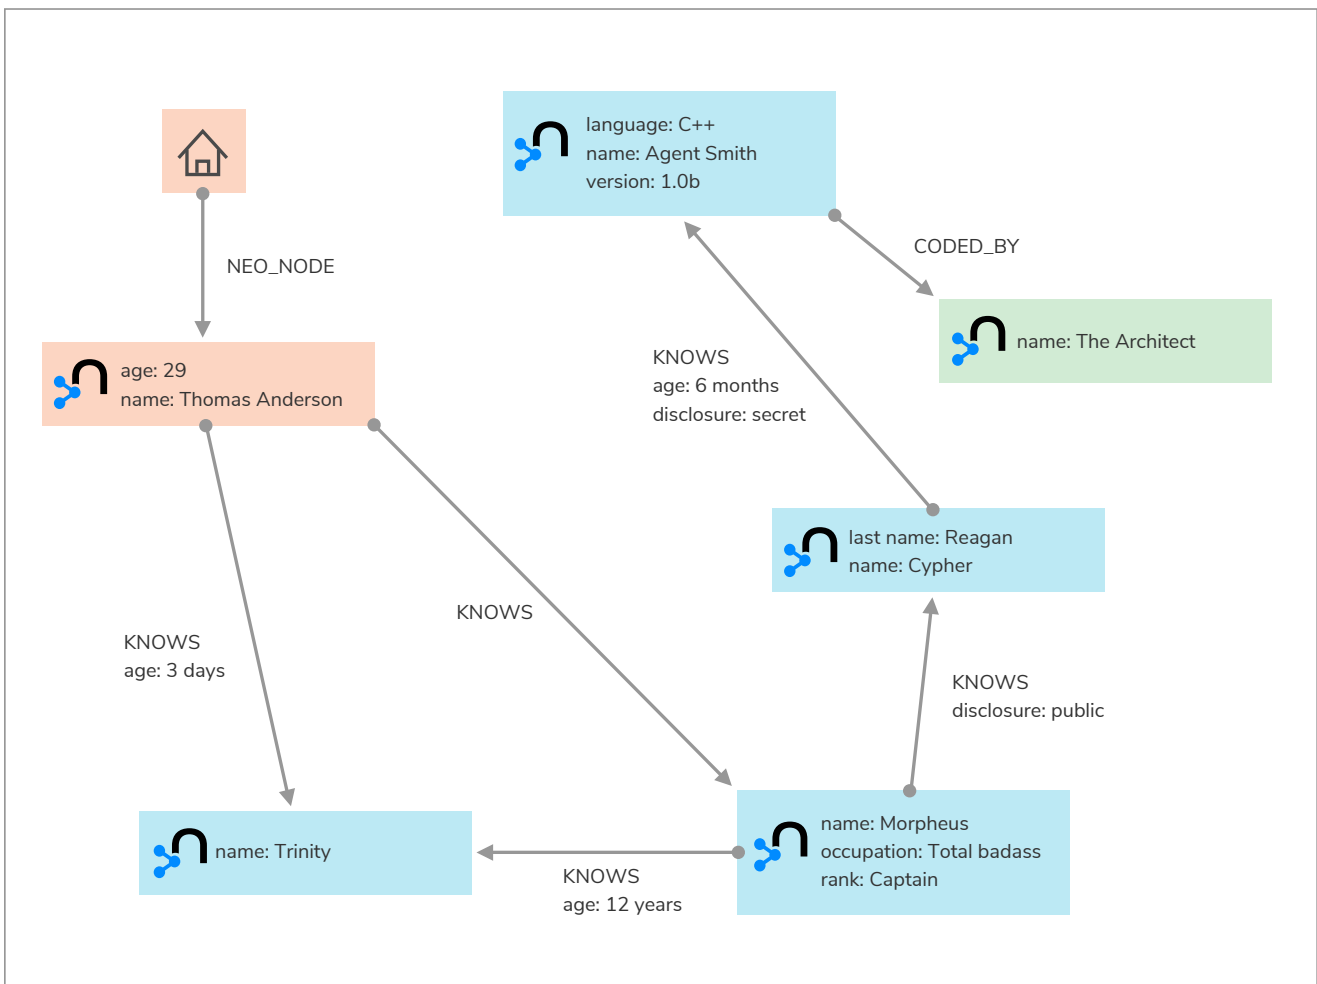 language: C++
name: Agent Smith
version: 1.0b
CODED_BY
NEO_NODE
name: The Architect
age: 29
name: Thomas Anderson
KNOWS
age: 6 months
disclosure: secret
last name: Reagan
name: Cypher
KNOWS
KNOWS
age: 3 days
KNOWS
disclosure: public
name: Trinity
KNOWS
age: 12 years
name: Morpheus
occupation: Total badass
rank: Captain